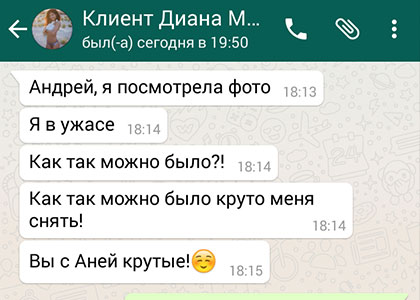 Клиент Диана М...
был(-а) сегодня в 19:50
Андрей, я посмотрела фото 18:13
Я в ужасе 18:14
Как так можно было?! 18:14
Как так можно было круто меня
снять! 18:14
Вы с Аней крутые!☺️ 18:15